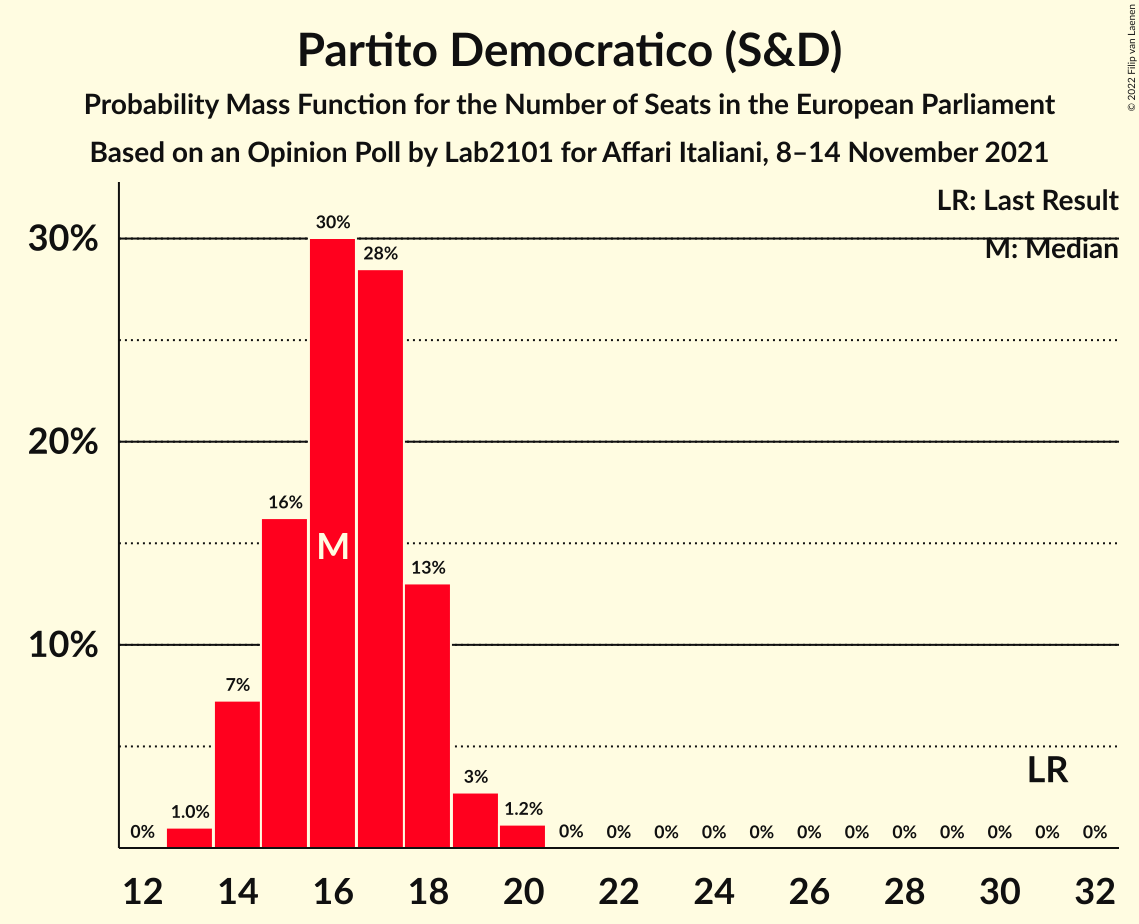 Partito Democratico (S&D)
Probability Mass Function for the Number of Seats in the European Parliament
Based on an Opinion Poll by Lab2101 for Affari Italiani, 8–14 November 2021
© 2022 Filip van Laenen
LR: Last Result
M: Median
30%
20%
10%
0% 1.0% 7% 16% 30% 28% 13% 3% 1.2% 0% 0% 0% 0% 0% 0% 0% 0% 0% 0% 0% 0%
M
LR
12 14 16 18 20 22 24 26 28 30 32